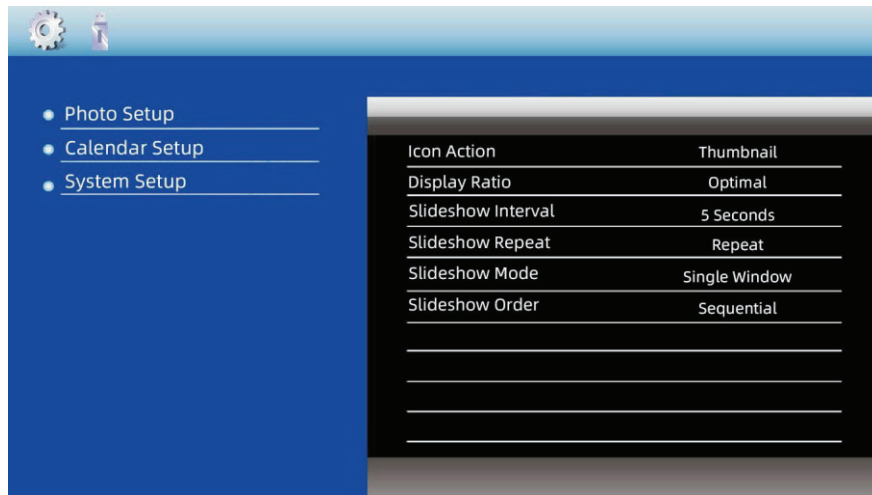 Photo Setup
Calendar Setup
System Setup
Icon Action Thumbnail
Display Ratio Optimal
Slideshow Interval 5 Seconds
Slideshow Repeat Repeat
Slideshow Mode Single Window
Slideshow Order Sequential